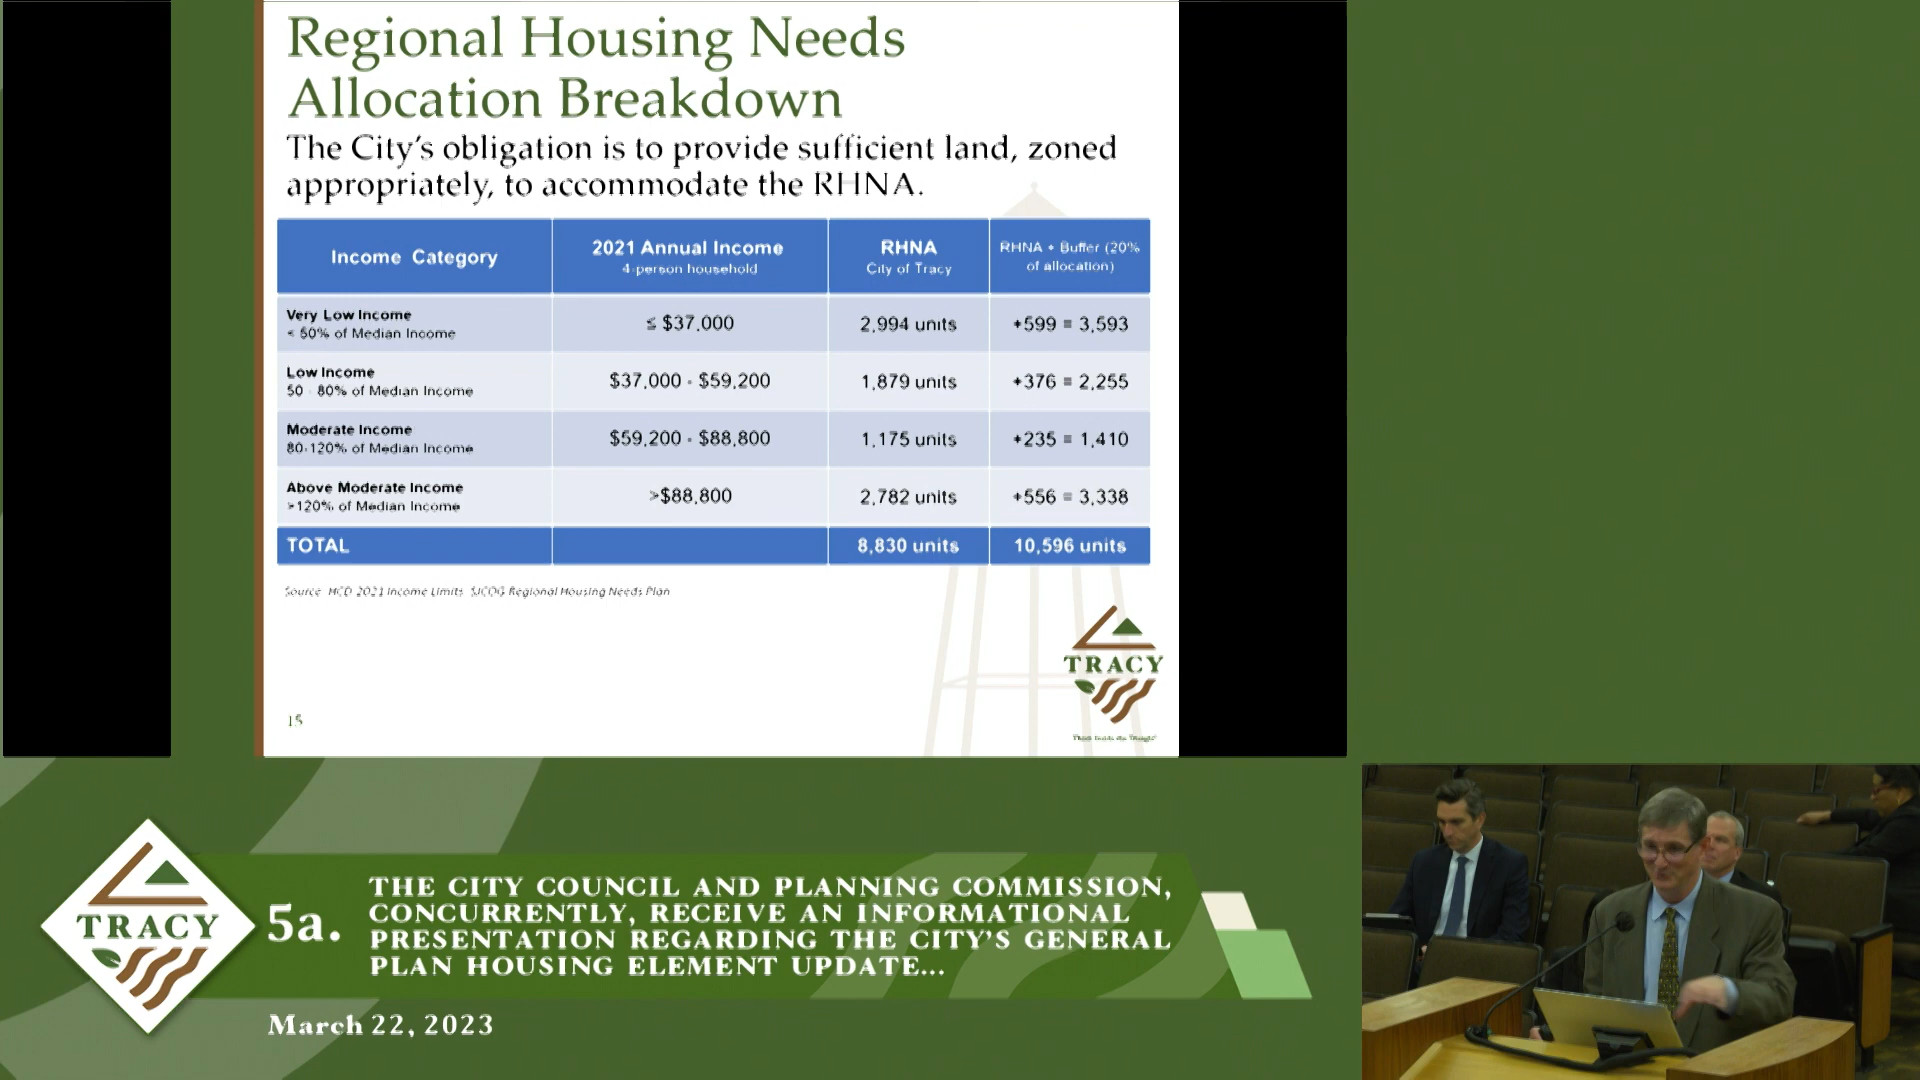 Regional Housing Needs
Allocation Breakdown
The City's obligation is to provide sufficient land, zoned
appropriately, to accommodate the RHNA.
Income Category
2021 Annual Income
4-person household
RHNA
City of Tracy
RHNA + Buffer (20%
of allocation)
Very Low Income
< 50% of Median Income
≤ $37,000
2,994 units
+599 = 3,593
Low Income
50 - 80% of Median Income
$37,000 - $59,200
1,879 units
+376 = 2,255
Moderate Income
80-120% of Median Income
$59,200 - $88,800
1,175 units
+235 = 1,410
Above Moderate Income
>120% of Median Income
>$88,800
2,782 units
+556 = 3,338
TOTAL
8,830 units
10,596 units
Source: HCD 2021 Income Limits, SJCOG Regional Housing Needs Plan
TRACY
15
TRACY
5a.
THE CITY COUNCIL AND PLANNING COMMISSION,
CONCURRENTLY, RECEIVE AN INFORMATIONAL
PRESENTATION REGARDING THE CITY'S GENERAL
PLAN HOUSING ELEMENT UPDATE...
March 22, 2023